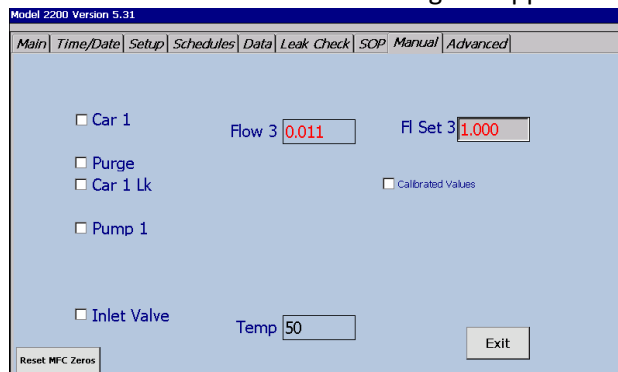 Model 2200 Version 5.31
Main Time/Date Setup Schedules Data Leak Check SOP Manual Advanced
Car 1
Flow 3 0.011
Fl Set 3 1.000
Purge
Car 1 Lk
Calibrated Values
Pump 1
Inlet Valve
Temp 50
Exit
Reset MFC Zeros